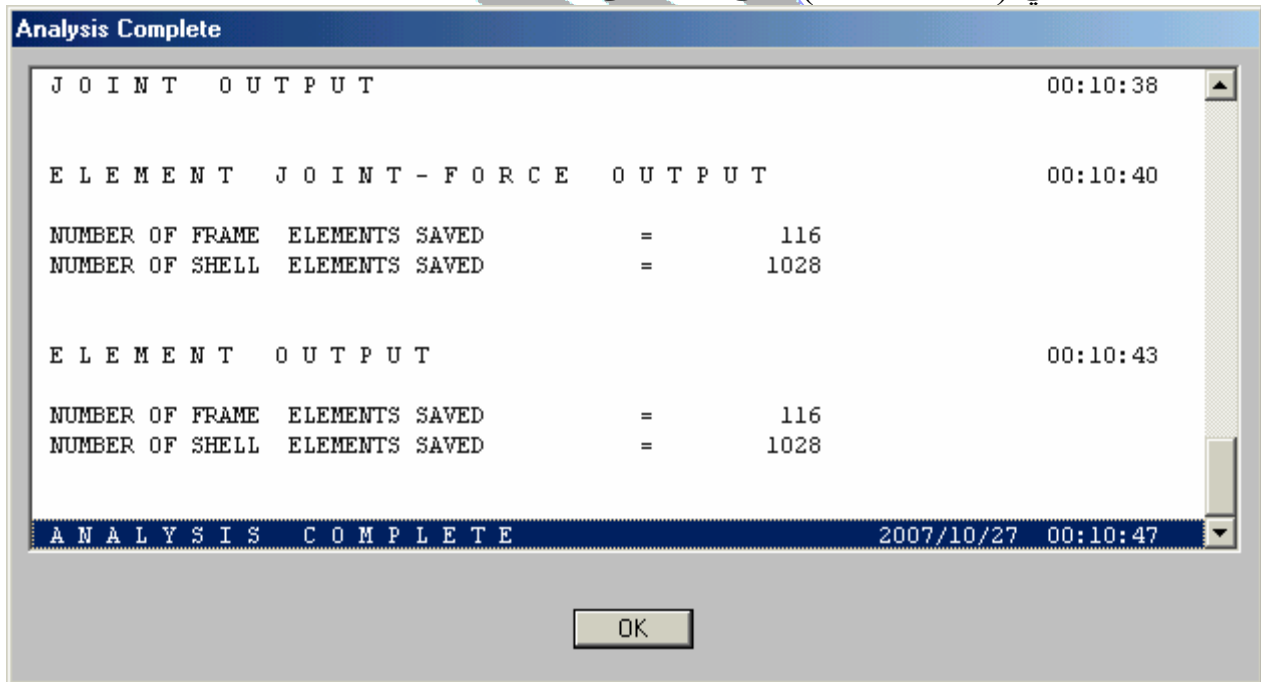 Analysis Complete
J O I N T   O U T P U T   00:10:38
E L E M E N T   J O I N T - F O R C E   O U T P U T   00:10:40
NUMBER OF FRAME ELEMENTS SAVED = 116
NUMBER OF SHELL ELEMENTS SAVED = 1028
E L E M E N T   O U T P U T   00:10:43
NUMBER OF FRAME ELEMENTS SAVED = 116
NUMBER OF SHELL ELEMENTS SAVED = 1028
A N A L Y S I S   C O M P L E T E   2007/10/27 00:10:47
OK